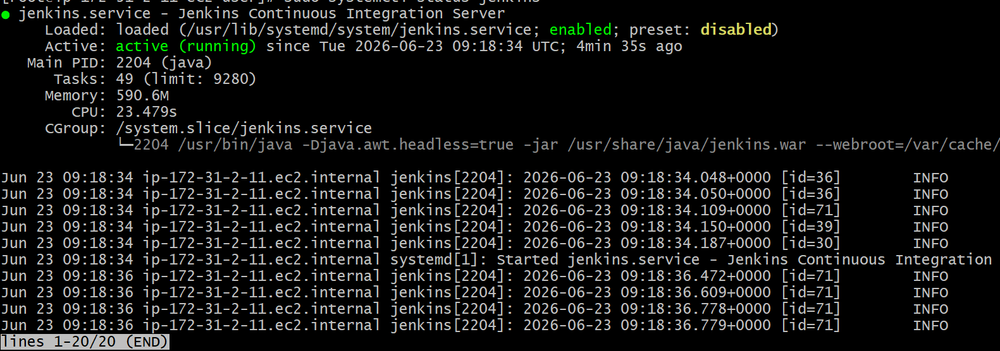 ● jenkins.service - Jenkins Continuous Integration Server
Loaded: loaded (/usr/lib/systemd/system/jenkins.service; enabled; preset: disabled)
Active: active (running) since Tue 2026-06-23 09:18:34 UTC; 4min 35s ago
Main PID: 2204 (java)
Tasks: 49 (limit: 9280)
Memory: 590.6M
CPU: 23.479s
CGroup: /system.slice/jenkins.service
└─2204 /usr/bin/java -Djava.awt.headless=true -jar /usr/share/java/jenkins.war --webroot=/var/cache/
Jun 23 09:18:34 ip-172-31-2-11.ec2.internal jenkins[2204]: 2026-06-23 09:18:34.048+0000 [id=36] INFO
Jun 23 09:18:34 ip-172-31-2-11.ec2.internal jenkins[2204]: 2026-06-23 09:18:34.050+0000 [id=36] INFO
Jun 23 09:18:34 ip-172-31-2-11.ec2.internal jenkins[2204]: 2026-06-23 09:18:34.109+0000 [id=71] INFO
Jun 23 09:18:34 ip-172-31-2-11.ec2.internal jenkins[2204]: 2026-06-23 09:18:34.150+0000 [id=39] INFO
Jun 23 09:18:34 ip-172-31-2-11.ec2.internal jenkins[2204]: 2026-06-23 09:18:34.187+0000 [id=30] INFO
Jun 23 09:18:34 ip-172-31-2-11.ec2.internal systemd[1]: Started jenkins.service - Jenkins Continuous Integration
Jun 23 09:18:36 ip-172-31-2-11.ec2.internal jenkins[2204]: 2026-06-23 09:18:36.472+0000 [id=71] INFO
Jun 23 09:18:36 ip-172-31-2-11.ec2.internal jenkins[2204]: 2026-06-23 09:18:36.609+0000 [id=71] INFO
Jun 23 09:18:36 ip-172-31-2-11.ec2.internal jenkins[2204]: 2026-06-23 09:18:36.778+0000 [id=71] INFO
Jun 23 09:18:36 ip-172-31-2-11.ec2.internal jenkins[2204]: 2026-06-23 09:18:36.779+0000 [id=71] INFO
lines 1-20/20 (END)